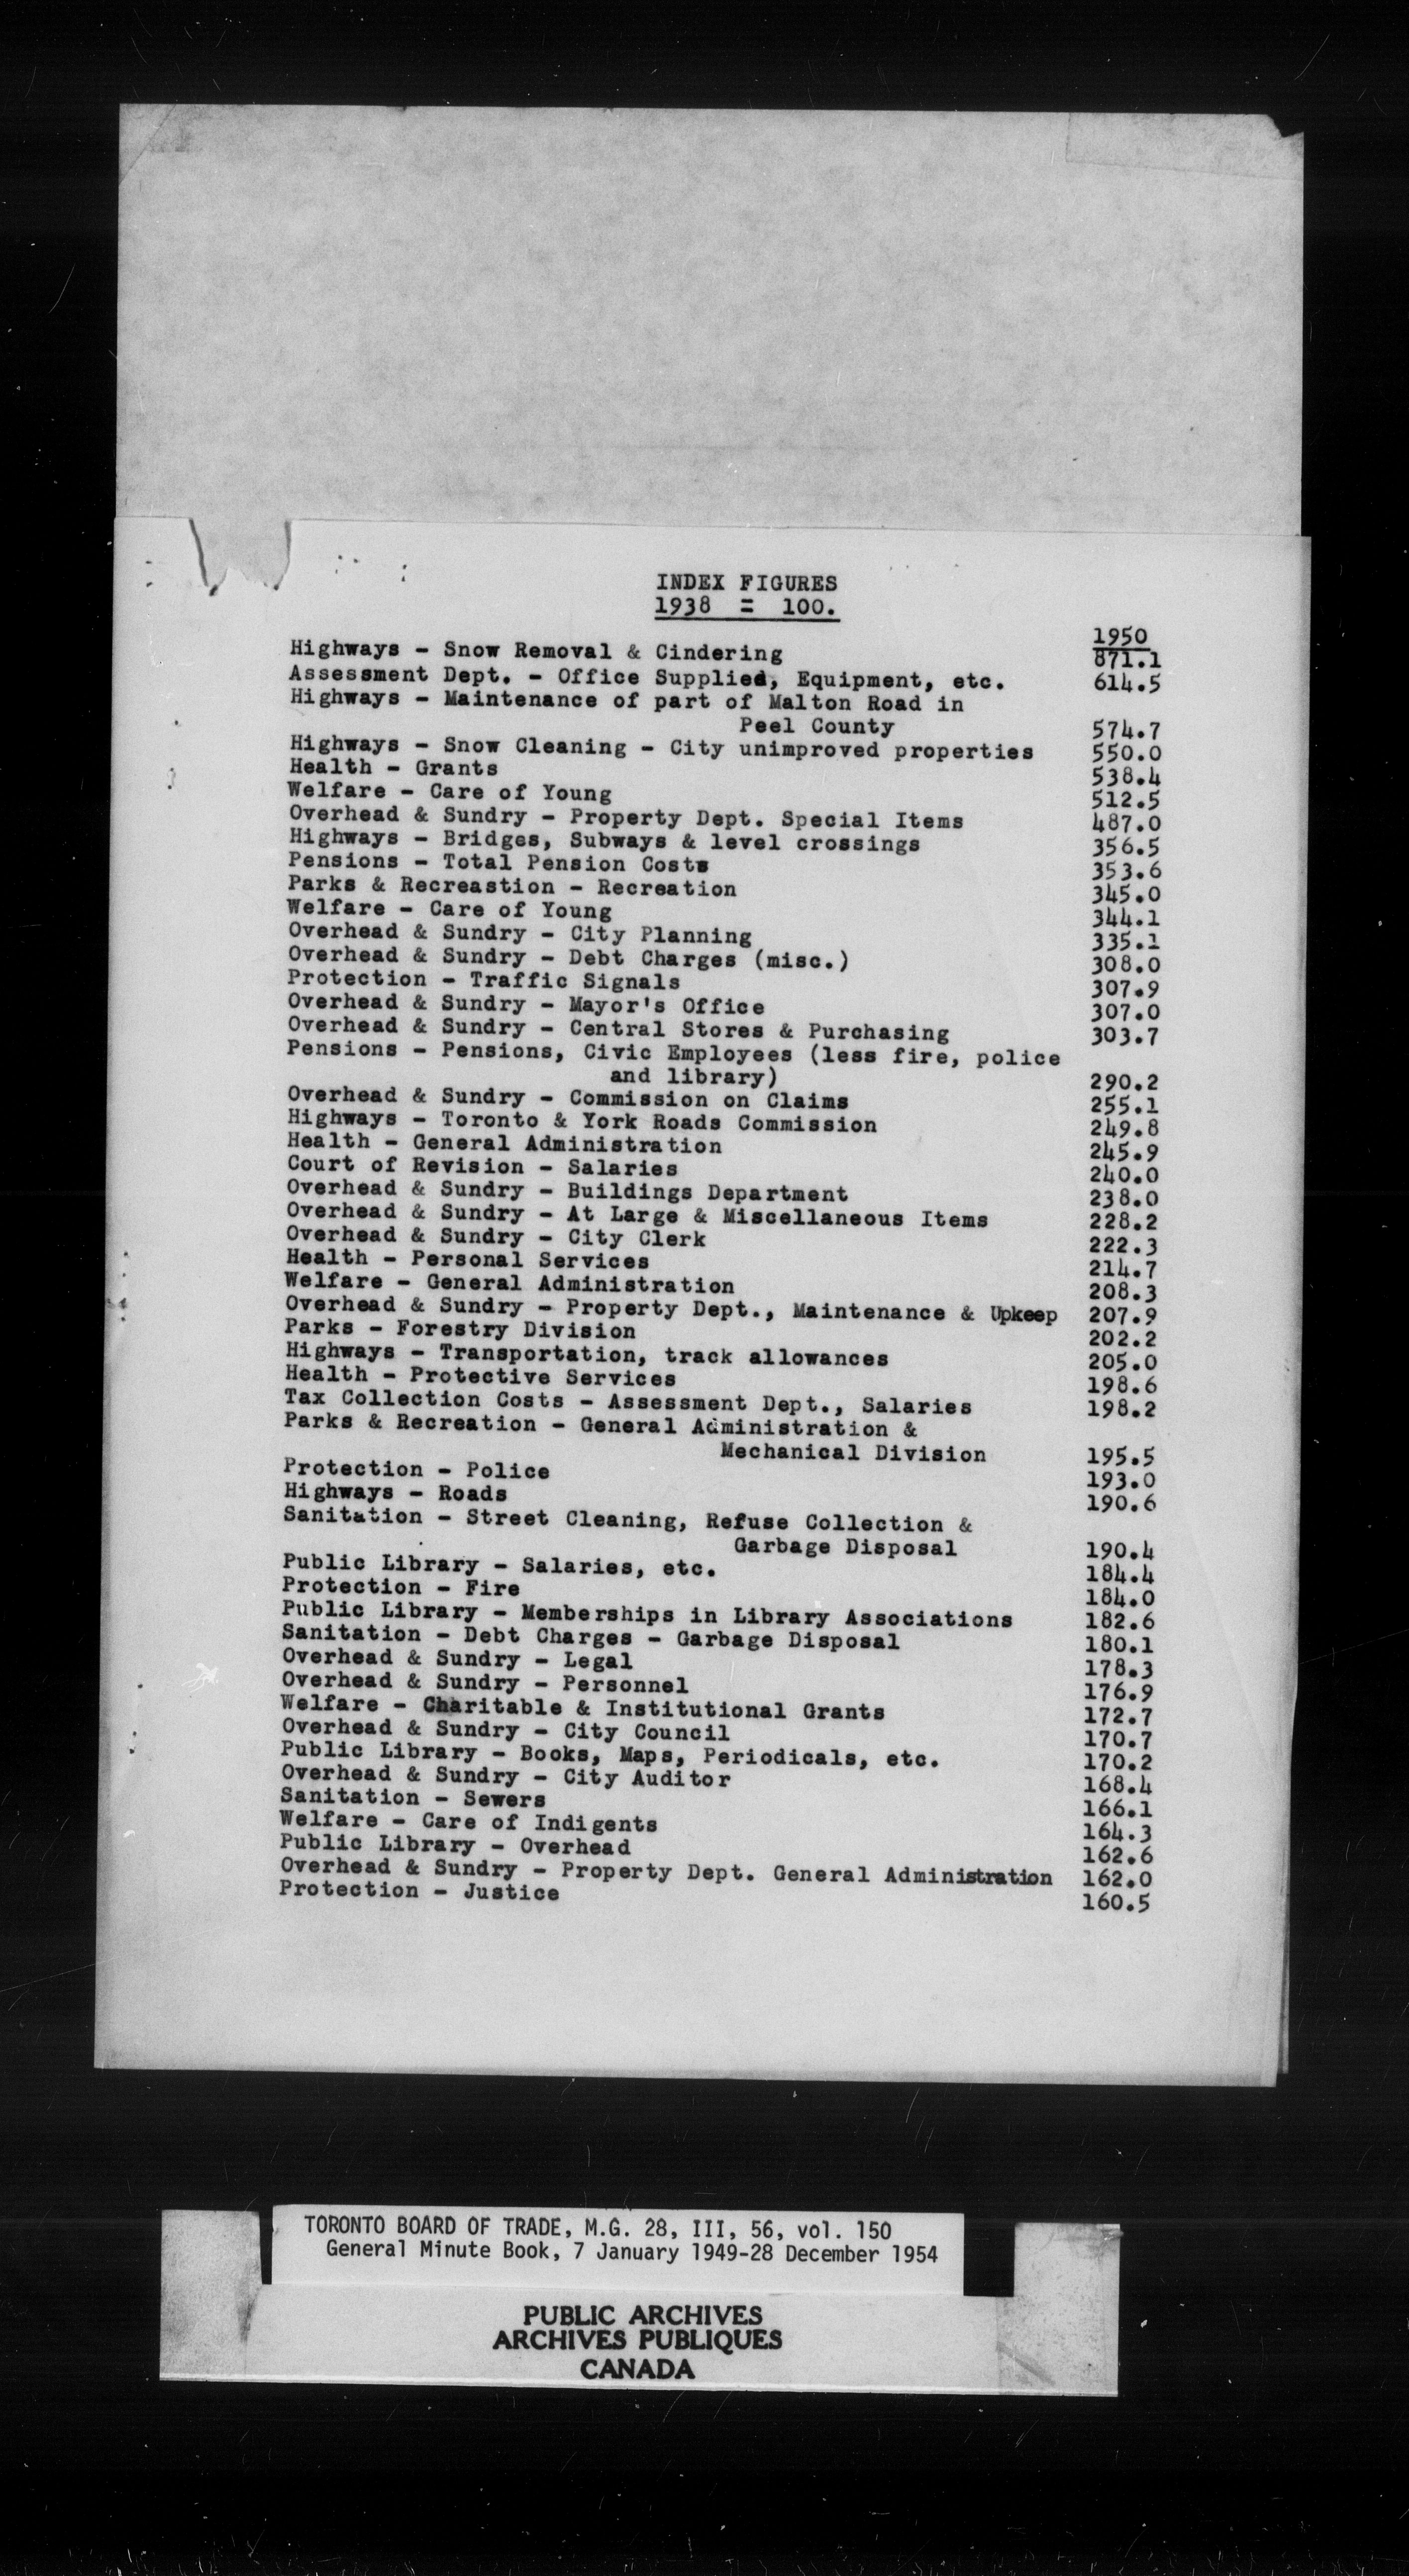 INDEX FIGURES
1938 = 100.
1950
Highways - Snow Removal & Cindering 871.1
Assessment Dept. - Office Supplied, Equipment, etc. 614.5
Highways - Maintenance of part of Malton Road in
Peel County 574.7
Highways - Snow Cleaning - City unimproved properties 550.0
Health - Grants 538.4
Welfare - Care of Young 512.5
Overhead & Sundry - Property Dept. Special Items 487.0
Highways - Bridges, Subways & level crossings 356.5
Pensions - Total Pension Costs 353.6
Parks & Recreastion - Recreation 345.0
Welfare - Care of Young 344.1
Overhead & Sundry - City Planning 335.1
Overhead & Sundry - Debt Charges (misc.) 308.0
Protection - Traffic Signals 307.9
Overhead & Sundry - Mayor's Office 307.0
Overhead & Sundry - Central Stores & Purchasing 303.7
Pensions - Pensions, Civic Employees (less fire, police
and library) 290.2
Overhead & Sundry - Commission on Claims 255.1
Highways - Toronto & York Roads Commission 249.8
Health - General Administration 245.9
Court of Revision - Salaries 240.0
Overhead & Sundry - Buildings Department 238.0
Overhead & Sundry - At Large & Miscellaneous Items 228.2
Overhead & Sundry - City Clerk 222.3
Health - Personal Services 214.7
Welfare - General Administration 208.3
Overhead & Sundry - Property Dept., Maintenance & Upkeep 207.9
Parks - Forestry Division 202.2
Highways - Transportation, track allowances 205.0
Health - Protective Services 198.6
Tax Collection Costs - Assessment Dept., Salaries 198.2
Parks & Recreation - General Administration &
Mechanical Division 195.5
Protection - Police 193.0
Highways - Roads 190.6
Sanitation - Street Cleaning, Refuse Collection &
Garbage Disposal 190.4
Public Library - Salaries, etc. 184.4
Protection - Fire 184.0
Public Library - Memberships in Library Associations 182.6
Sanitation - Debt Charges - Garbage Disposal 180.1
Overhead & Sundry - Legal 178.3
Overhead & Sundry - Personnel 176.9
Welfare - Charitable & Institutional Grants 172.7
Overhead & Sundry - City Council 170.7
Public Library - Books, Maps, Periodicals, etc. 170.2
Overhead & Sundry - City Auditor 168.4
Sanitation - Sewers 166.1
Welfare - Care of Indigents 164.3
Public Library - Overhead 162.6
Overhead & Sundry - Property Dept. General Administration 162.0
Protection - Justice 160.5
TORONTO BOARD OF TRADE, M.G. 28, III, 56, vol. 150
General Minute Book, 7 January 1949-28 December 1954
PUBLIC ARCHIVES
ARCHIVES PUBLIQUES
CANADA